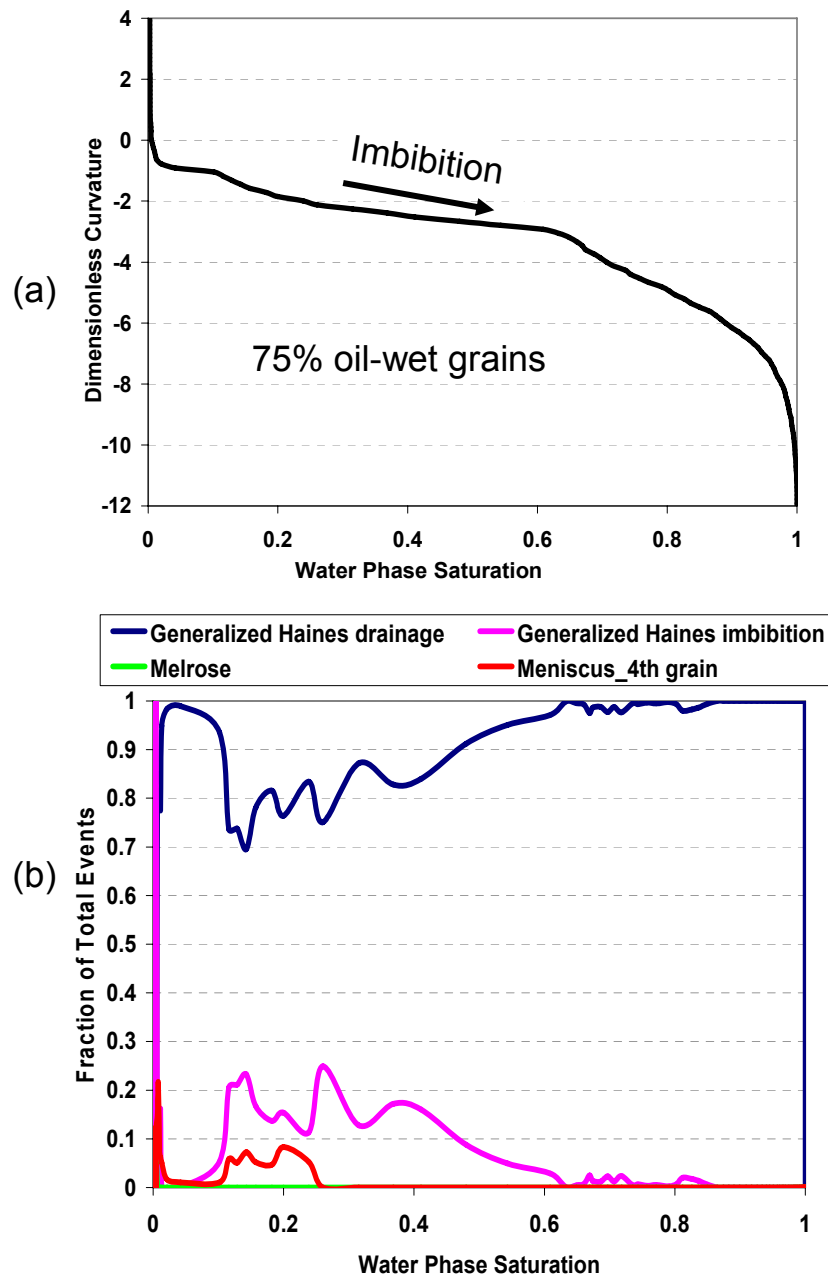 (a)
Dimensionless Curvature
4
2
0
-2
-4
-6
-8
-10
-12
Imbibition
75% oil-wet grains
0 0.2 0.4 0.6 0.8 1
Water Phase Saturation
Generalized Haines drainage Generalized Haines imbibition
Melrose Meniscus_4th grain
(b)
Fraction of Total Events
1
0.9
0.8
0.7
0.6
0.5
0.4
0.3
0.2
0.1
0
0 0.2 0.4 0.6 0.8 1
Water Phase Saturation